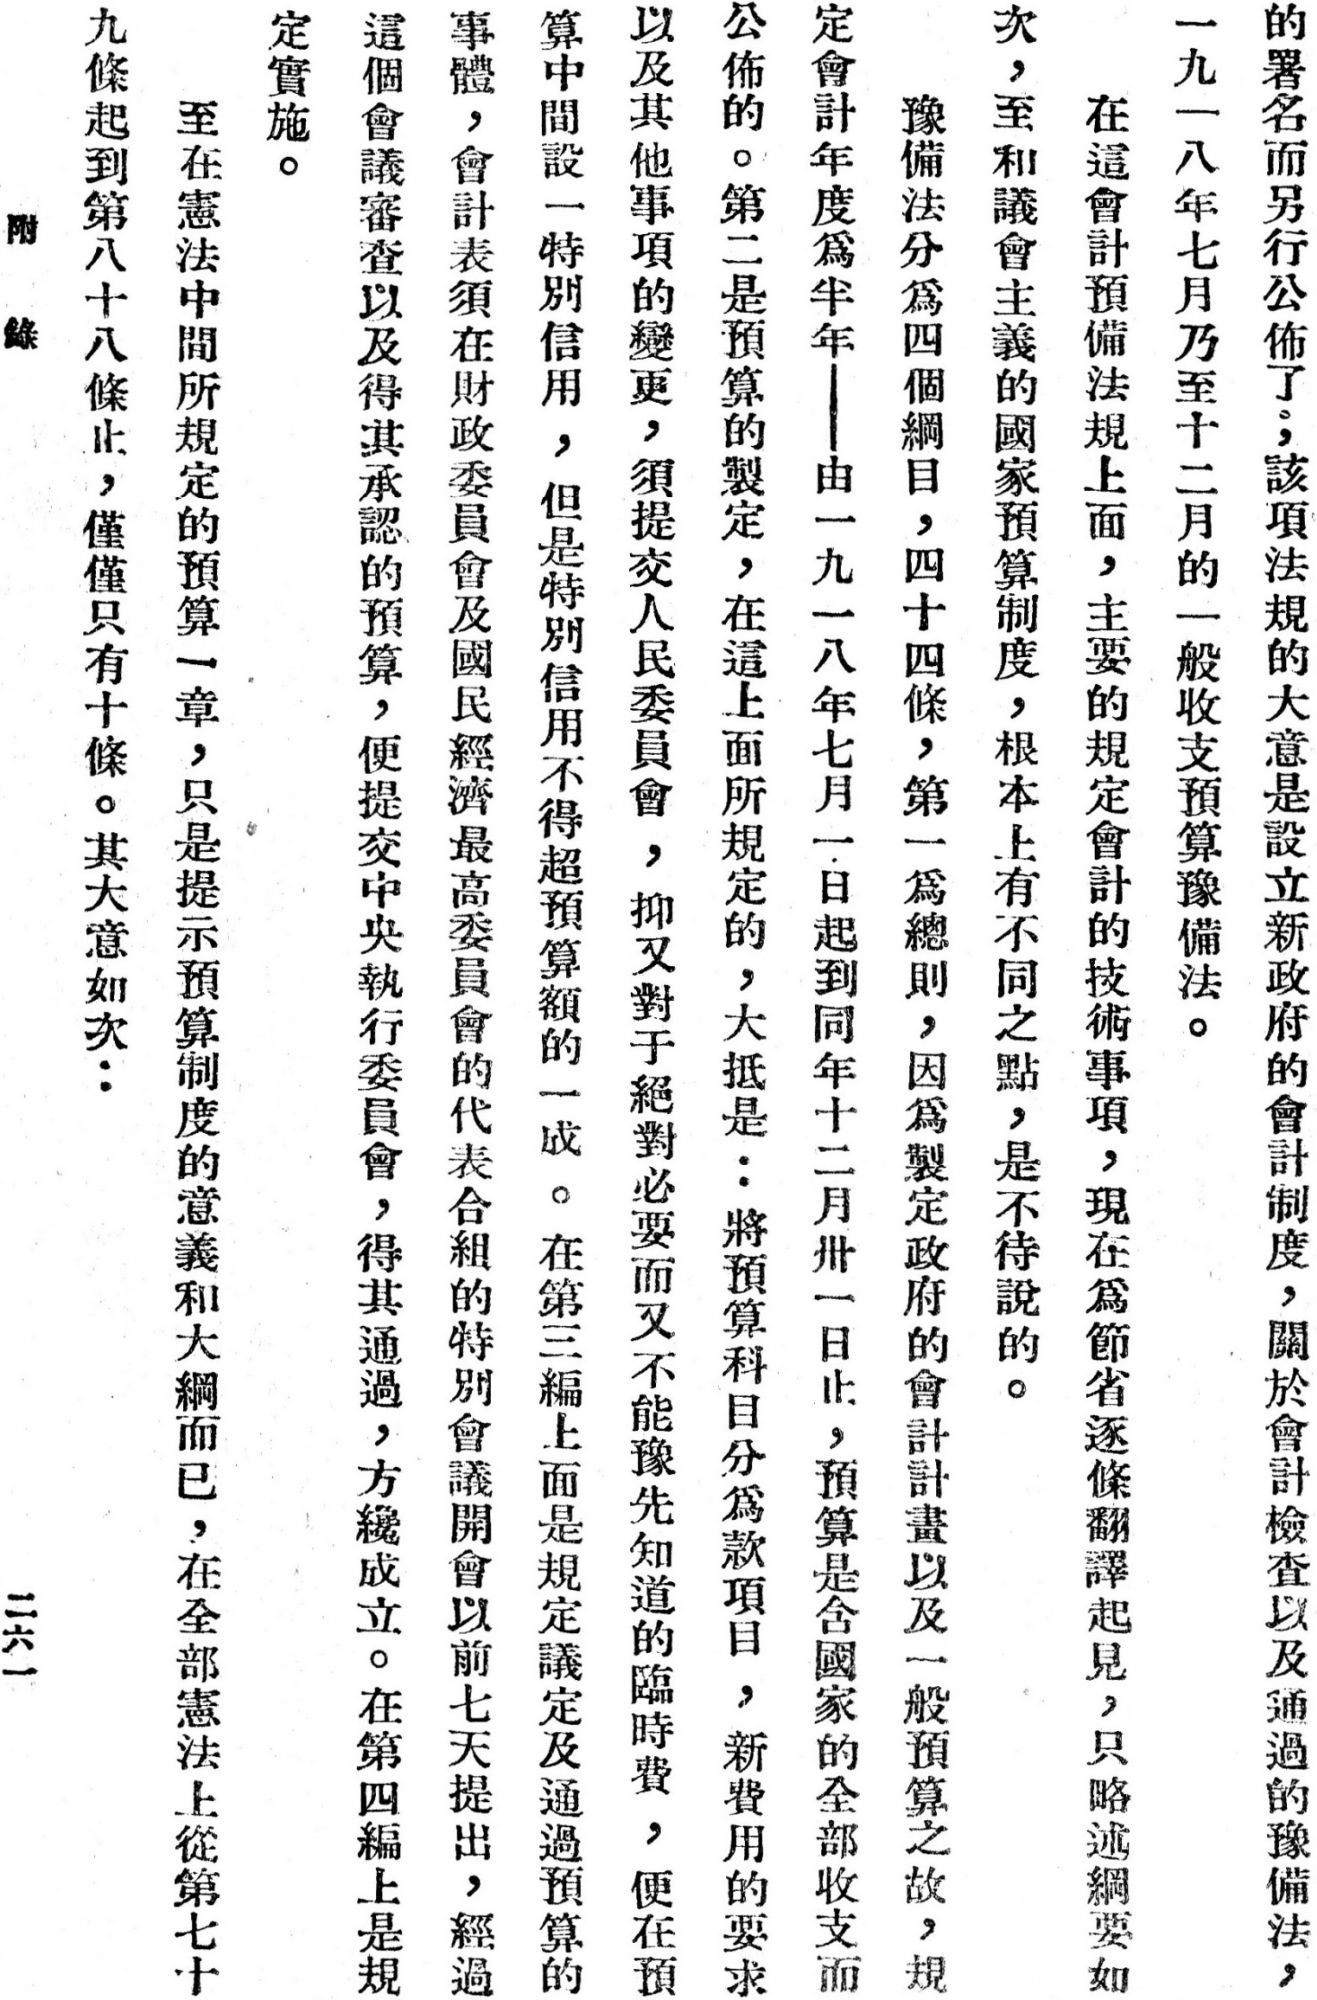 的署名而另行公佈了；該項法規的大意是設立新政府的會計制度，關於會計檢查以及通過的豫備法，
一九一八年七月乃至十二月的一般收支預算豫備法。
在這會計預備法規上面，主要的規定會計的技術事項，現在爲節省逐條翻譯起見，只略述綱要如
次，至和議會主義的國家預算制度，根本上有不同之點，是不待說的。
豫備法分爲四個綱目，四十四條，第一爲總則，因爲製定政府的會計計畫以及一般預算之故，規
定會計年度爲半年——由一九一八年七月一日起到同年十二月卅一日止，預算是含國家的全部收支而
公佈的。第二是預算的製定，在這上面所規定的，大抵是：將預算科目分爲款項目，新費用的要求
以及其他事項的變更，須提交人民委員會，抑又對于絕對必要而又不能豫先知道的臨時費，便在預
算中間設一特別信用，但是特別信用不得超預算額的一成。在第三編上面是規定議定及通過預算的
事體，會計表須在財政委員會及國民經濟最高委員會的代表合組的特別會議開會以前七天提出，經過
這個會議審查以及得其承認的預算，便提交中央執行委員會，得其通過，方纔成立。在第四編上是規
定實施。
至在憲法中間所規定的預算一章，只是提示預算制度的意義和大綱而已，在全部憲法上從第七十
九條起到第八十八條止，僅僅只有十條。其大意如次：
附錄
二六一